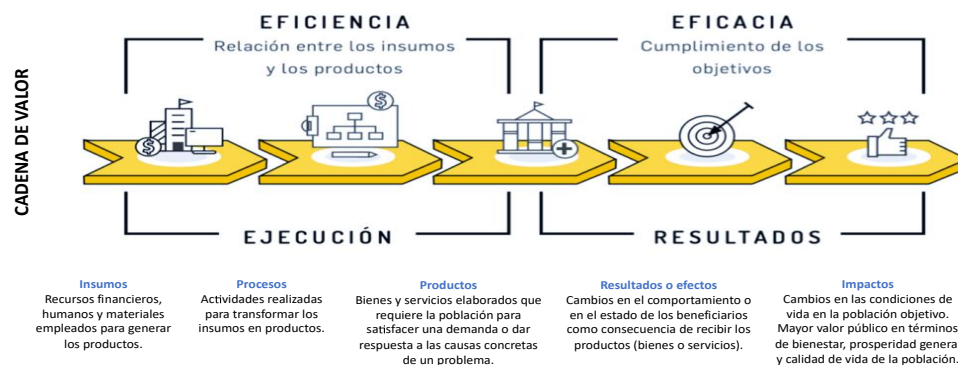 EFICIENCIA
Relación entre los insumos
y los productos
EFICACIA
Cumplimiento de los
objetivos
CADENA DE VALOR
EJECUCIÓN
RESULTADOS
Insumos
Recursos financieros,
humanos y materiales
empleados para generar
los productos.
Procesos
Actividades realizadas
para transformar los
insumos en productos.
Productos
Bienes y servicios elaborados que
requiere la población para
satisfacer una demanda o dar
respuesta a las causas concretas
de un problema.
Resultados o efectos
Cambios en el comportamiento o
en el estado de los beneficiarios
como consecuencia de recibir los
productos (bienes o servicios).
Impactos
Cambios en las condiciones de
vida en la población objetivo.
Mayor valor público en términos
de bienestar, prosperidad genera
y calidad de vida de la población.